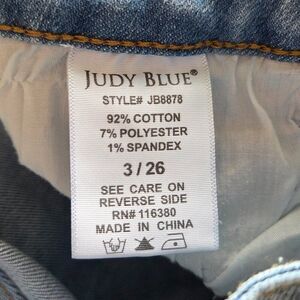 JUDY BLUE®
STYLE# JB8878
92% COTTON
7% POLYESTER
1% SPANDEX
3 / 26
SEE CARE ON
REVERSE SIDE
RN# 116380
MADE IN CHINA